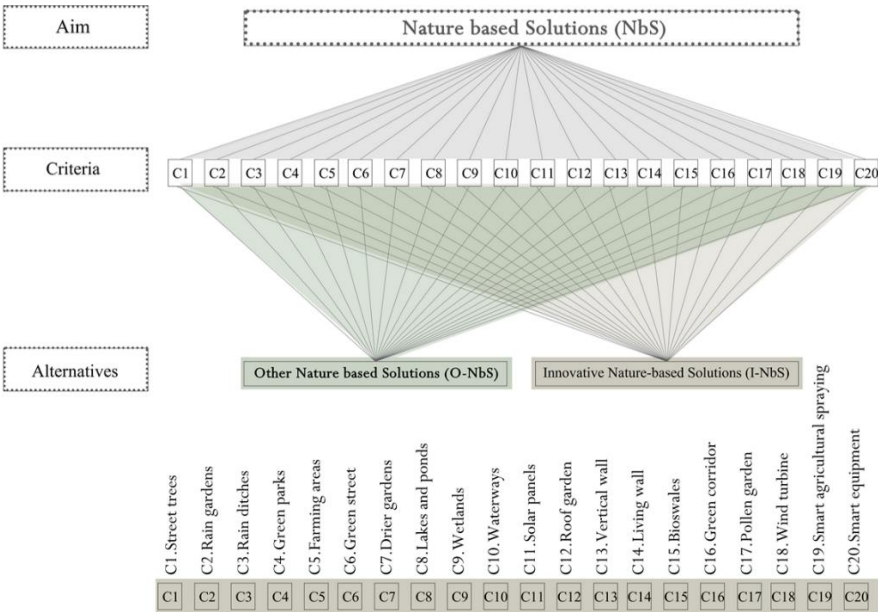 Aim
Nature based Solutions (NbS)
Criteria
C1 C2 C3 C4 C5 C6 C7 C8 C9 C10 C11 C12 C13 C14 C15 C16 C17 C18 C19 C20
Alternatives
Other Nature based Solutions (O-NbS)
Innovative Nature-based Solutions (I-NbS)
C1.Street trees
C2.Rain gardens
C3.Rain ditches
C4.Green parks
C5.Farming areas
C6.Green street
C7.Drier gardens
C8.Lakes and ponds
C9.Wetlands
C10.Waterways
C11.Solar panels
C12.Roof garden
C13.Vertical wall
C14.Living wall
C15.Bioswales
C16.Green corridor
C17.Pollen garden
C18.Wind turbine
C19.Smart agricultural spraying
C20.Smart equipment
C1 C2 C3 C4 C5 C6 C7 C8 C9 C10 C11 C12 C13 C14 C15 C16 C17 C18 C19 C20